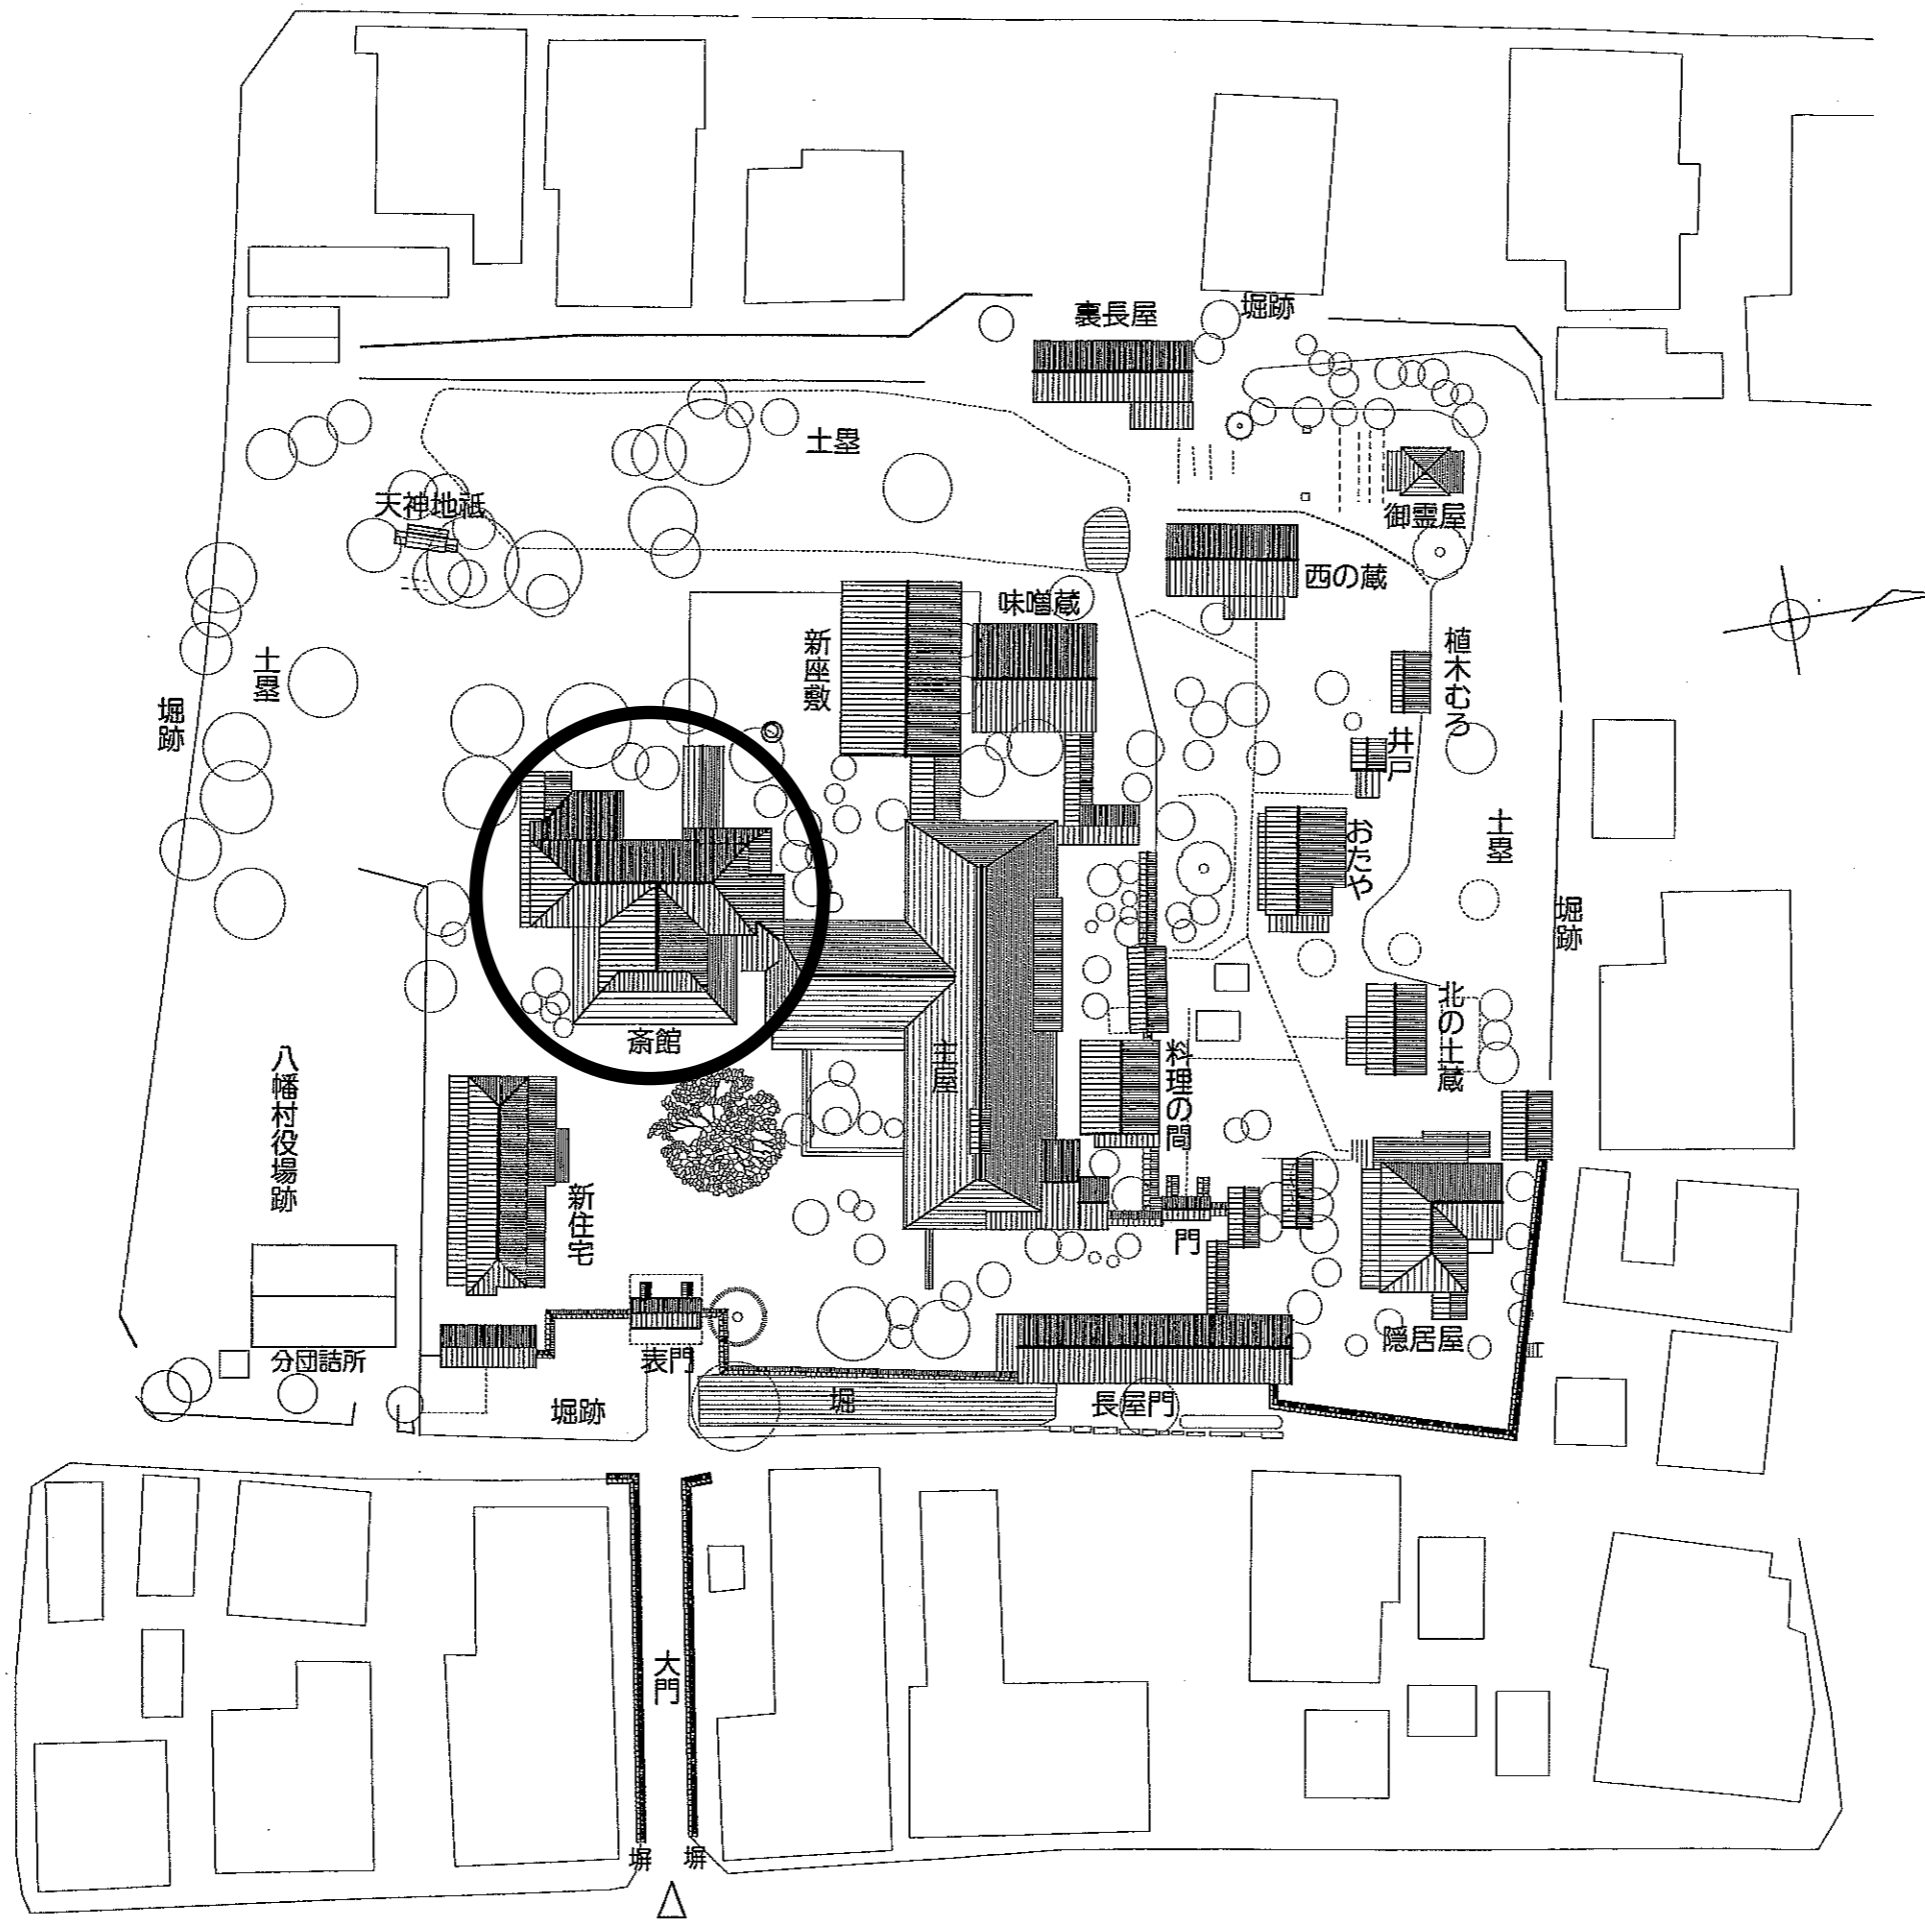 裏長屋
堀跡
土塁
天神地祇
御霊屋
西の蔵
味噌蔵
新座敷
植木むろ
土塁
堀跡
井戸
おたや
土塁
堀跡
斎館
主屋
北の土蔵
料理の間
八幡村役場跡
新住宅
門
隠居屋
表門
分団詰所
堀跡
堀
長屋門
大門
塀
塀